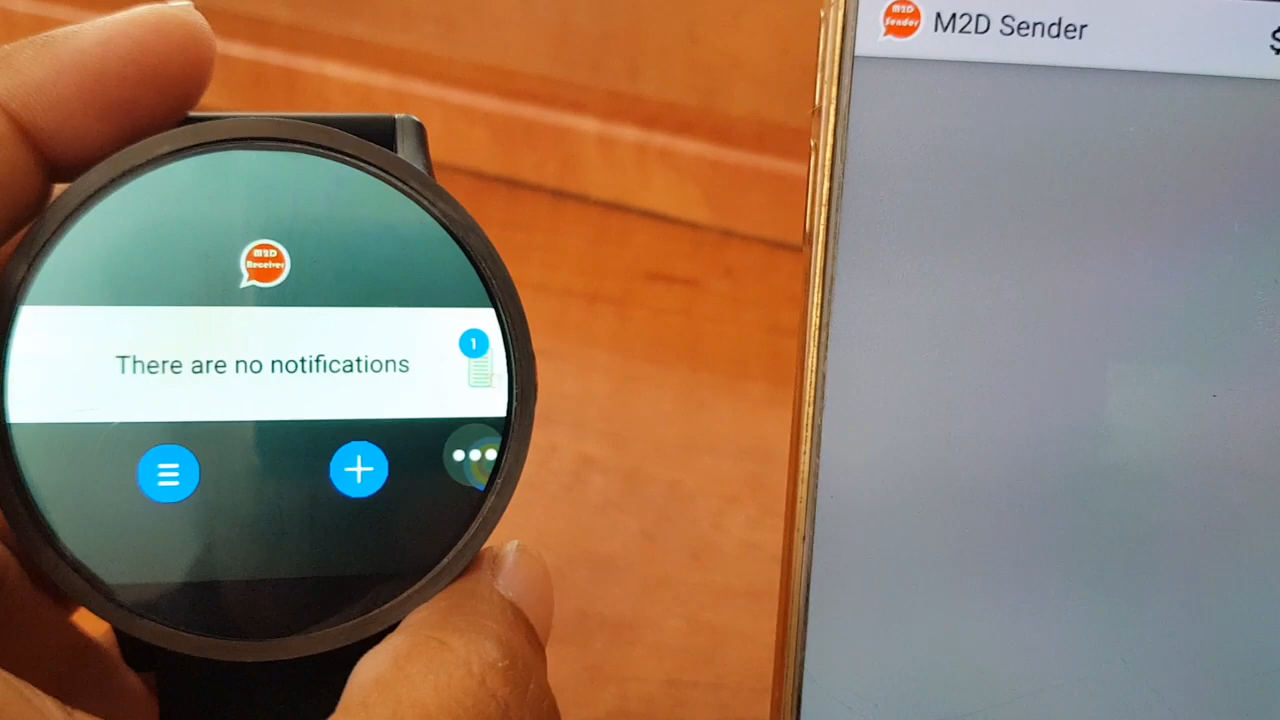 M2D
Receiver
There are no notifications
1
M2D
Sender
M2D Sender
$